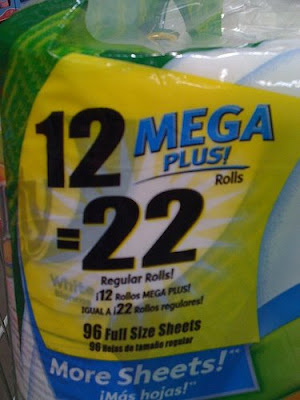 12 MEGA
PLUS!
Rolls
=22
Regular Rolls!
White
¡12 Rollos MEGA PLUS!
IGUAL A ¡22 Rollos regulares!
96 Full Size Sheets
96 Hojas de tamaño regular
More Sheets!**
¡Más hojas!**